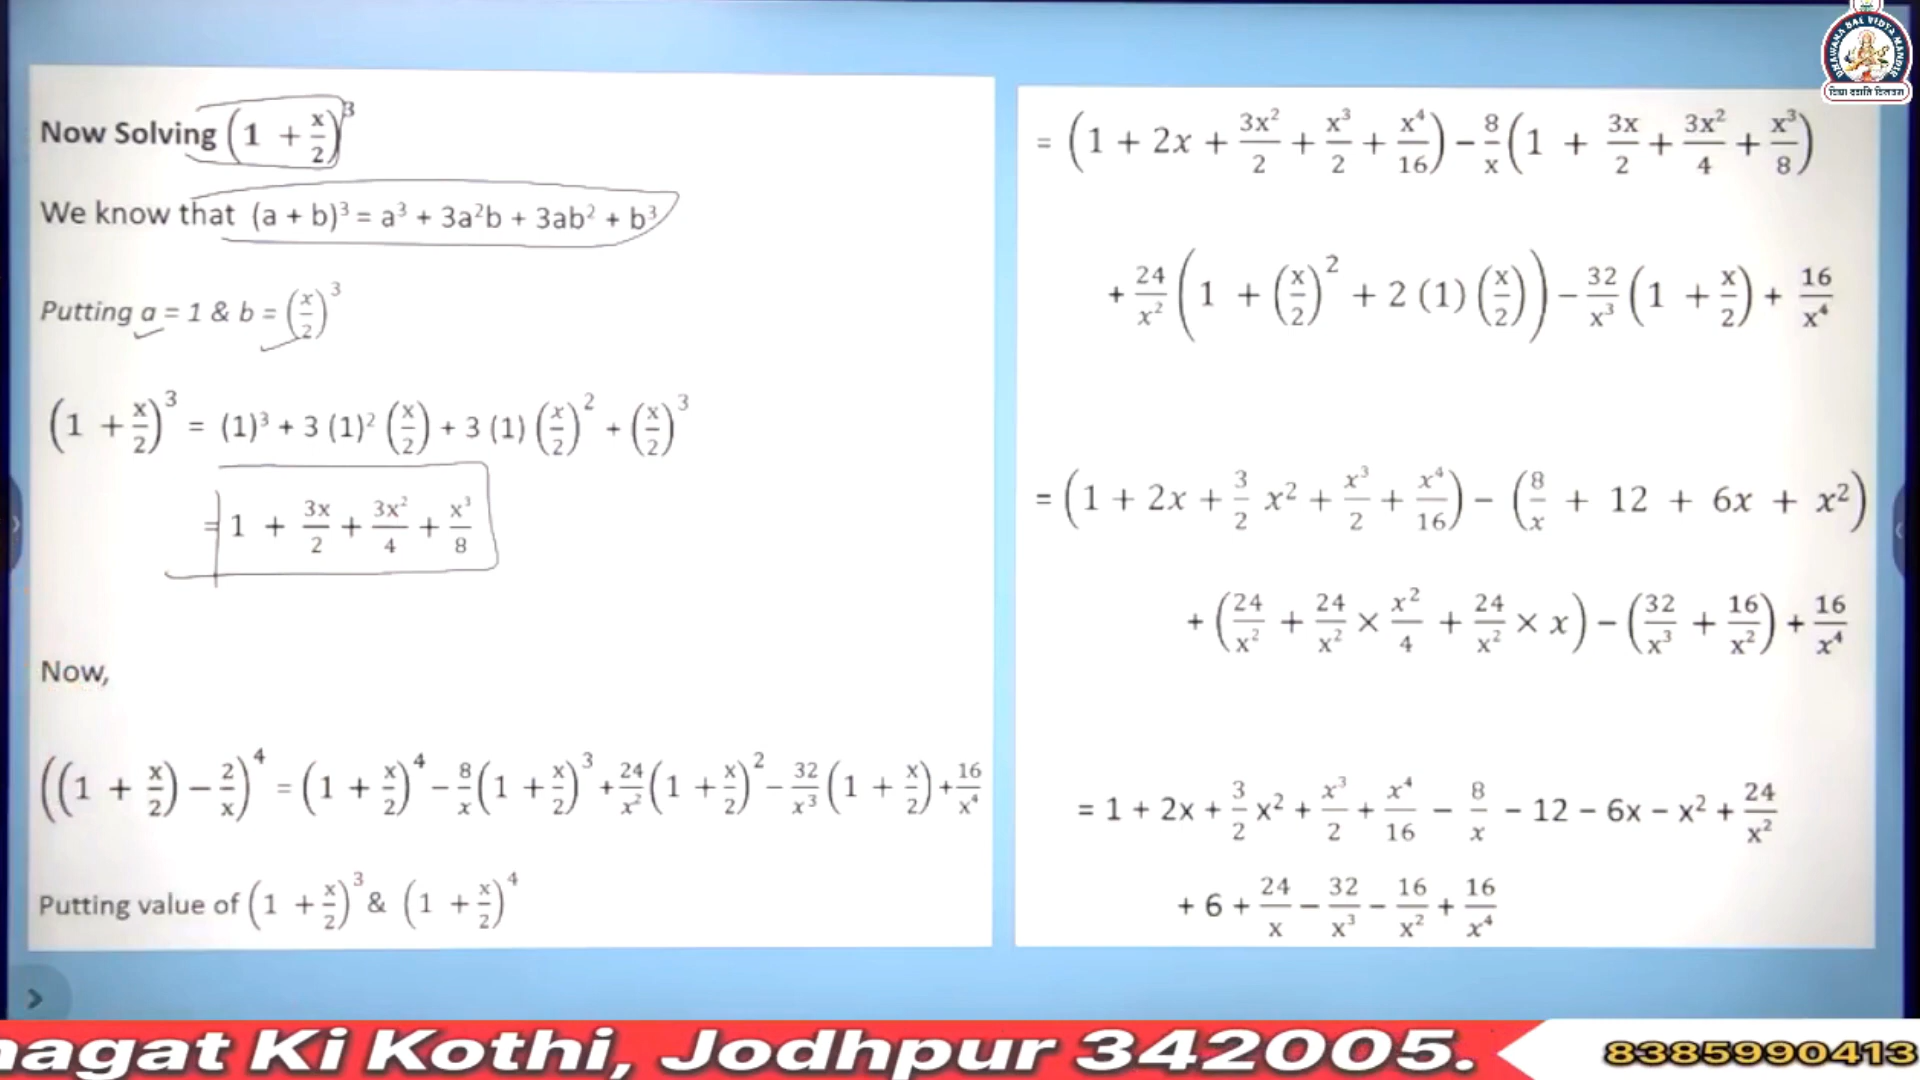 Now Solving (1 + x/2)³
We know that (a + b)³ = a³ + 3a²b + 3ab² + b³
Putting a = 1 & b = (x/2)³
(1 + x/2)³ = (1)³ + 3 (1)² (x/2) + 3 (1) (x/2)² + (x/2)³
= 1 + 3x/2 + 3x²/4 + x³/8
Now,
((1 + x/2) − 2/x)⁴ = (1 + x/2)⁴ − 8/x (1 + x/2)³ + 24/x² (1 + x/2)² − 32/x³ (1 + x/2) + 16/x⁴
Putting value of (1 + x/2)³ & (1 + x/2)⁴
= (1 + 2x + 3x²/2 + x³/2 + x⁴/16) − 8/x (1 + 3x/2 + 3x²/4 + x³/8)
+ 24/x² (1 + (x/2)² + 2 (1) (x/2)) − 32/x³ (1 + x/2) + 16/x⁴
= (1 + 2x + 3/2 x² + x³/2 + x⁴/16) − (8/x + 12 + 6x + x²)
+ (24/x² + 24/x² × x²/4 + 24/x² × x) − (32/x³ + 16/x²) + 16/x⁴
= 1 + 2x + 3/2 x² + x³/2 + x⁴/16 − 8/x − 12 − 6x − x² + 24/x²
+ 6 + 24/x − 32/x³ − 16/x² + 16/x⁴
BAL VIDYA MANDIR
nagat Ki Kothi, Jodhpur 342005.
8385990413